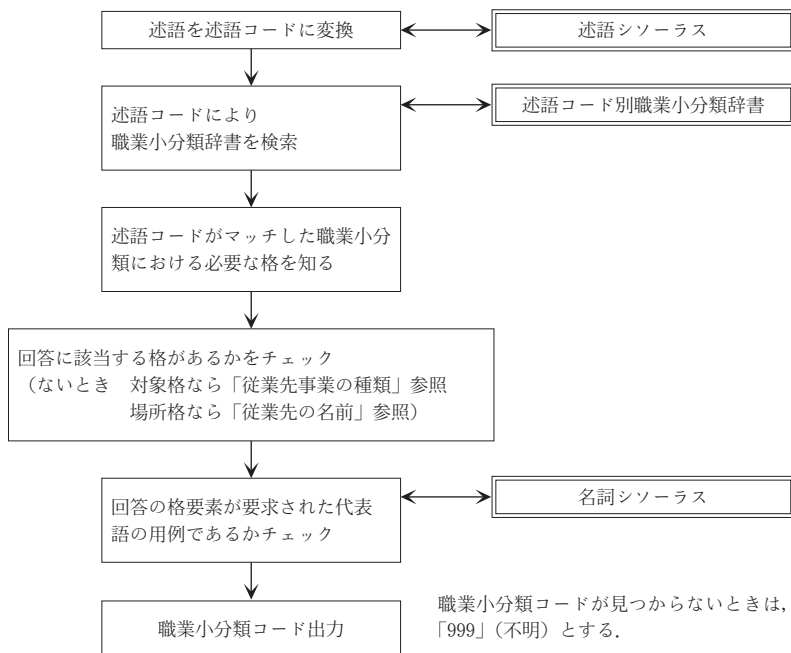 述語を述語コードに変換
述語シソーラス
述語コードにより
職業小分類辞書を検索
述語コード別職業小分類辞書
述語コードがマッチした職業小分
類における必要な格を知る
回答に該当する格があるかをチェック
（ないとき　対象格なら「従業先事業の種類」参照
場所格なら「従業先の名前」参照）
回答の格要素が要求された代表
語の用例であるかチェック
名詞シソーラス
職業小分類コード出力
職業小分類コードが見つからないときは，
「999」（不明）とする．